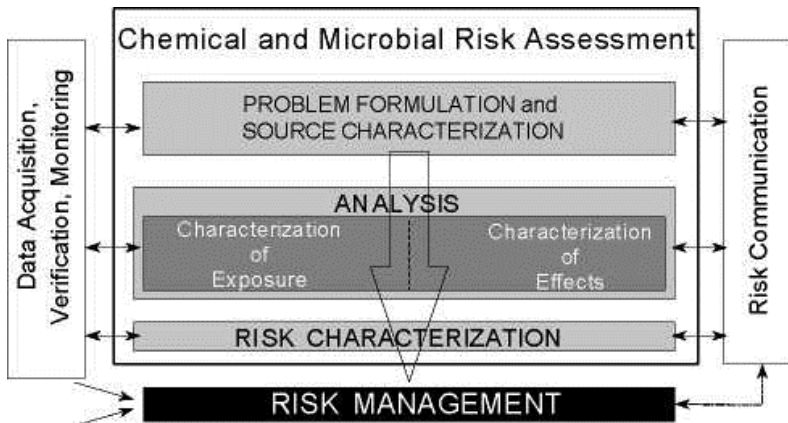 Chemical and Microbial Risk Assessment
Data Acquisition,
Verification, Monitoring
PROBLEM FORMULATION and
SOURCE CHARACTERIZATION
ANALYSIS
Characterization
of
Exposure
Characterization
of
Effects
RISK CHARACTERIZATION
Risk Communication
RISK MANAGEMENT